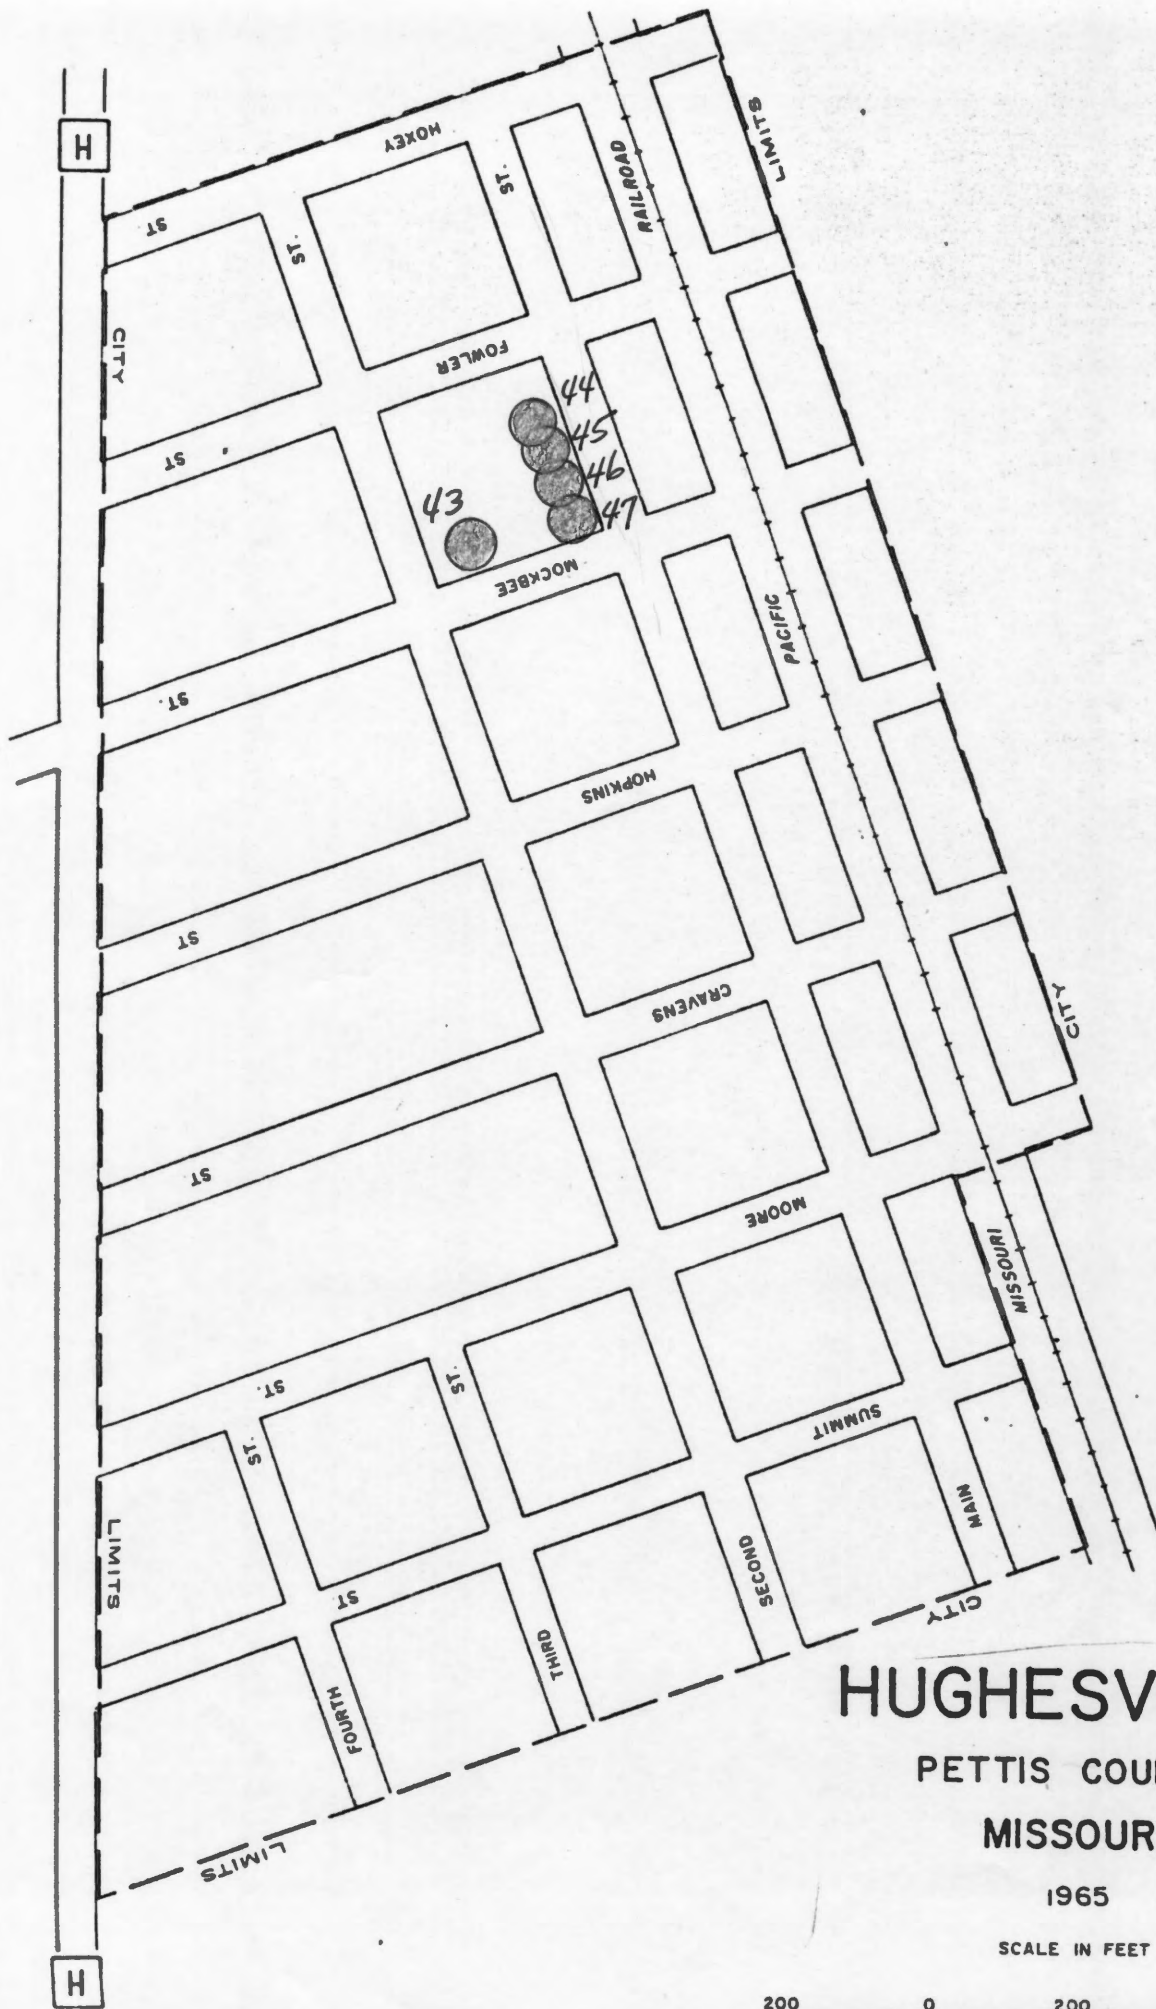 H
HOXEY
ST
LIMITS
ST.
ST.
RAILROAD
CITY
FOWLER
ST
44
45
46
47
43
MOCKBEE
ST.
PACIFIC
HOPKINS
ST
CRAVENS
CITY
ST
MOORE
MISSOURI
ST.
ST.
ST.
SUMMIT
MAIN
LIMITS
SECOND
ST
CITY
THIRD
FOURTH
LIMITS
HUGHESV
PETTIS COU
MISSOUR
1965
SCALE IN FEET
H
200 0 200